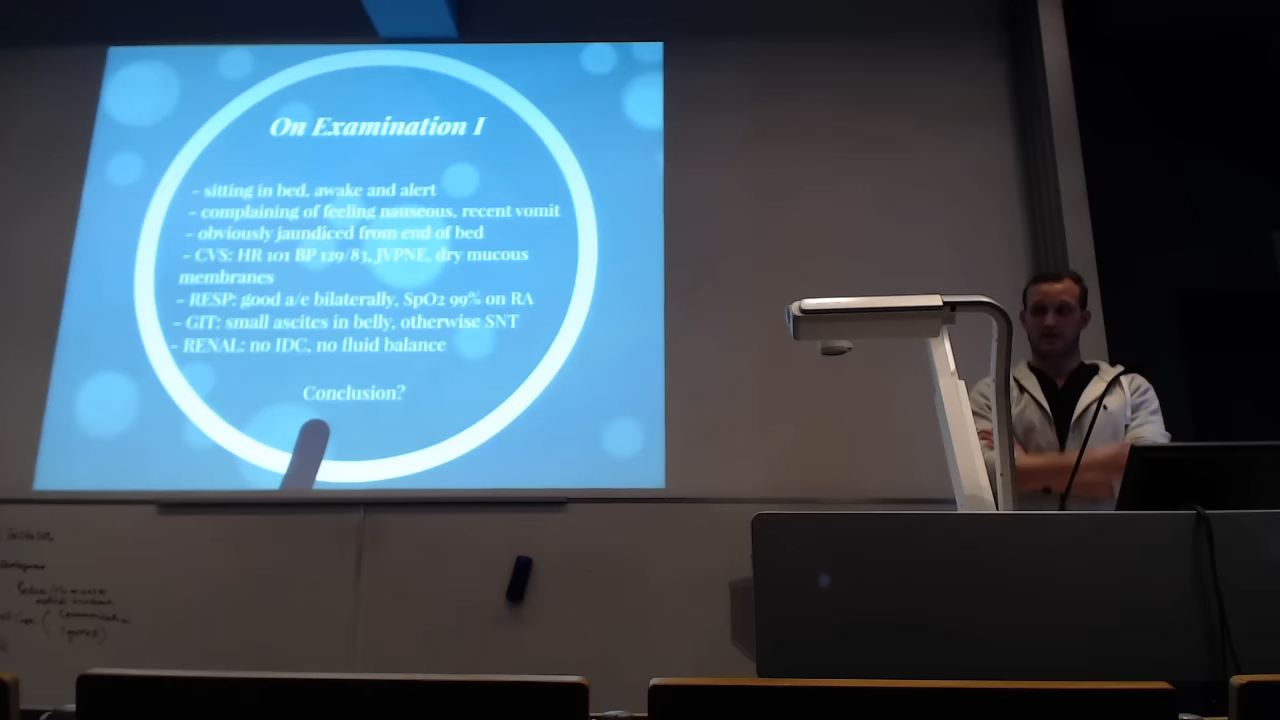 On Examination I
- sitting in bed, awake and alert
- complaining of feeling nauseous, recent vomit
- obviously jaundiced from end of bed
- CVS: HR 101 BP 129/83, JVPNE, dry mucous
membranes
- RESP: good a/e bilaterally, SpO2 99% on RA
- GIT: small ascites in belly, otherwise SNT
- RENAL: no IDC, no fluid balance
Conclusion?